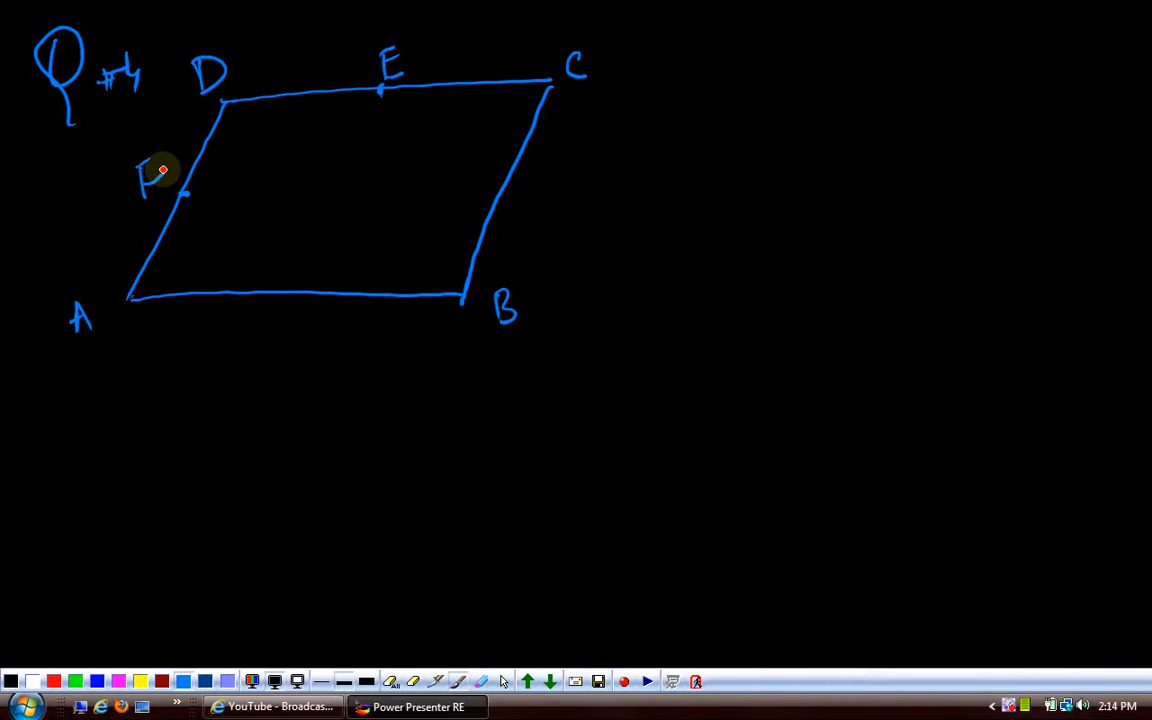 Q #4
D
E
C
F
A
B
YouTube - Broadcas...
Power Presenter RE
2:14 PM